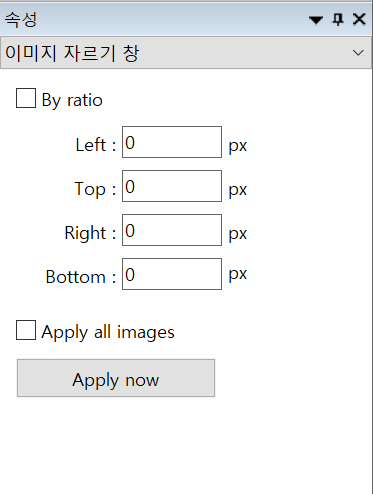 속성
이미지 자르기 창
By ratio
Left : 0 px
Top : 0 px
Right : 0 px
Bottom : 0 px
Apply all images
Apply now